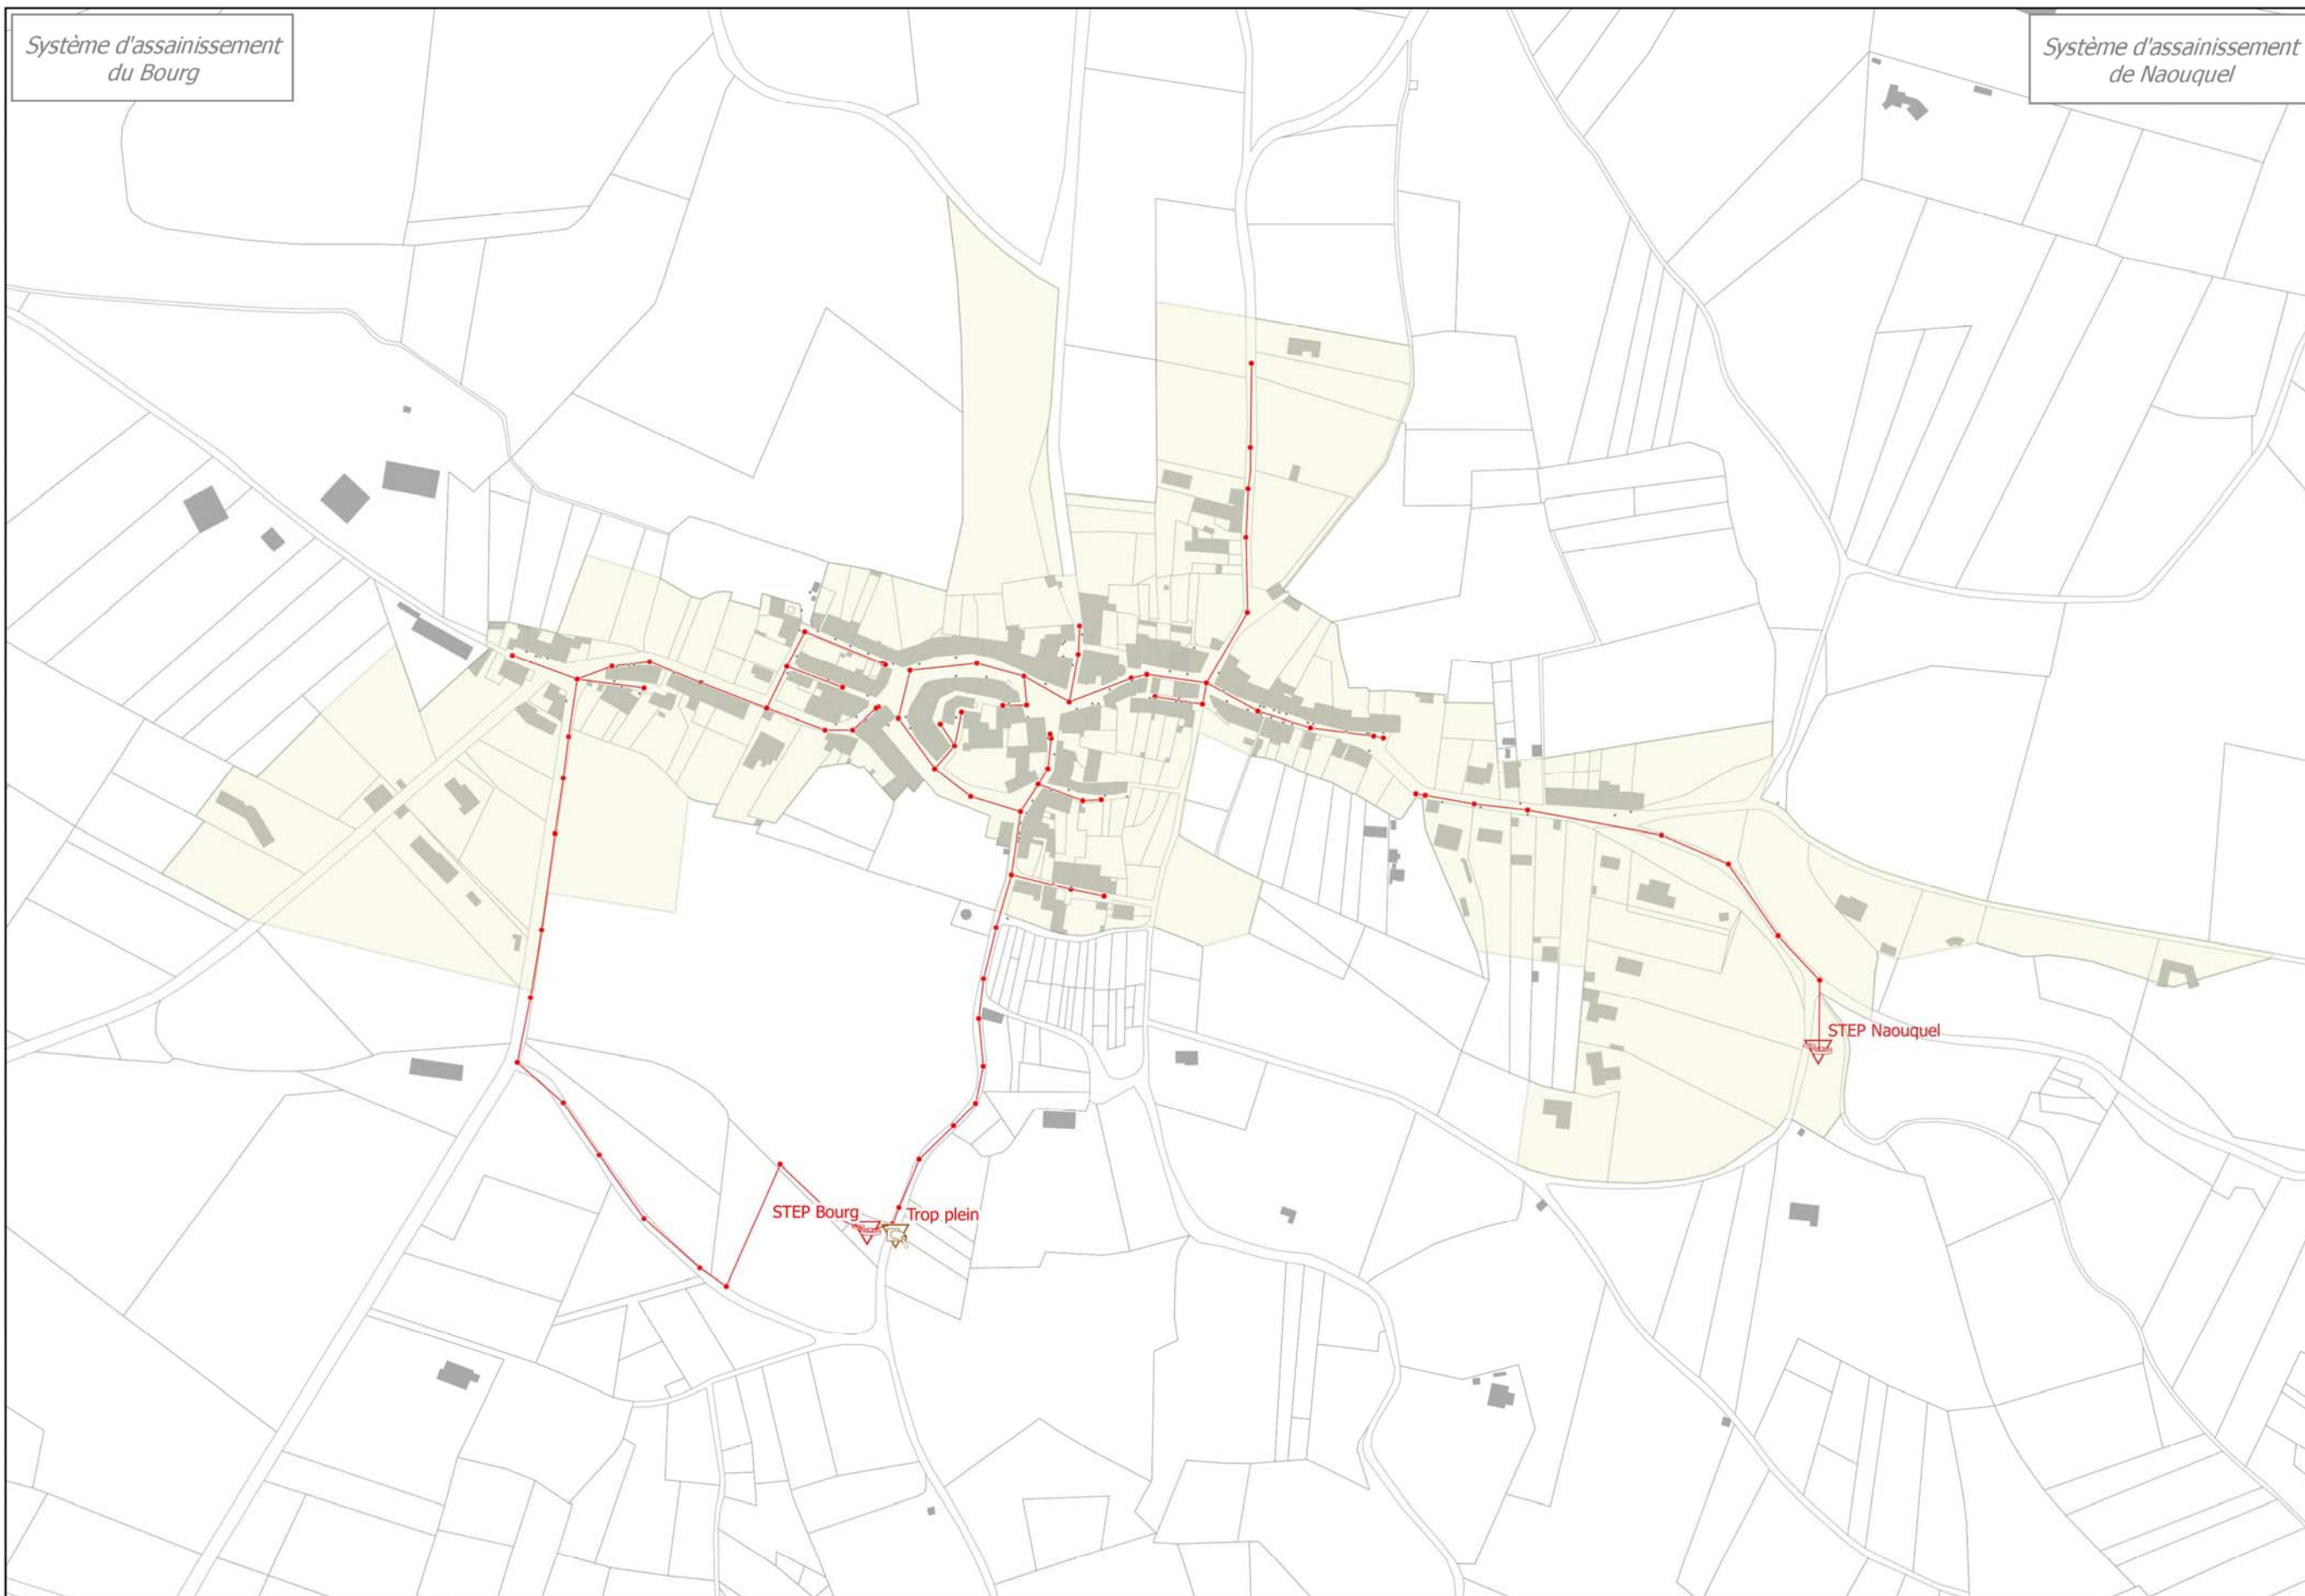 Système d'assainissement
du Bourg
Système d'assainissement
de Naouquel
STEP Naouquel
STEP Bourg
Trop plein